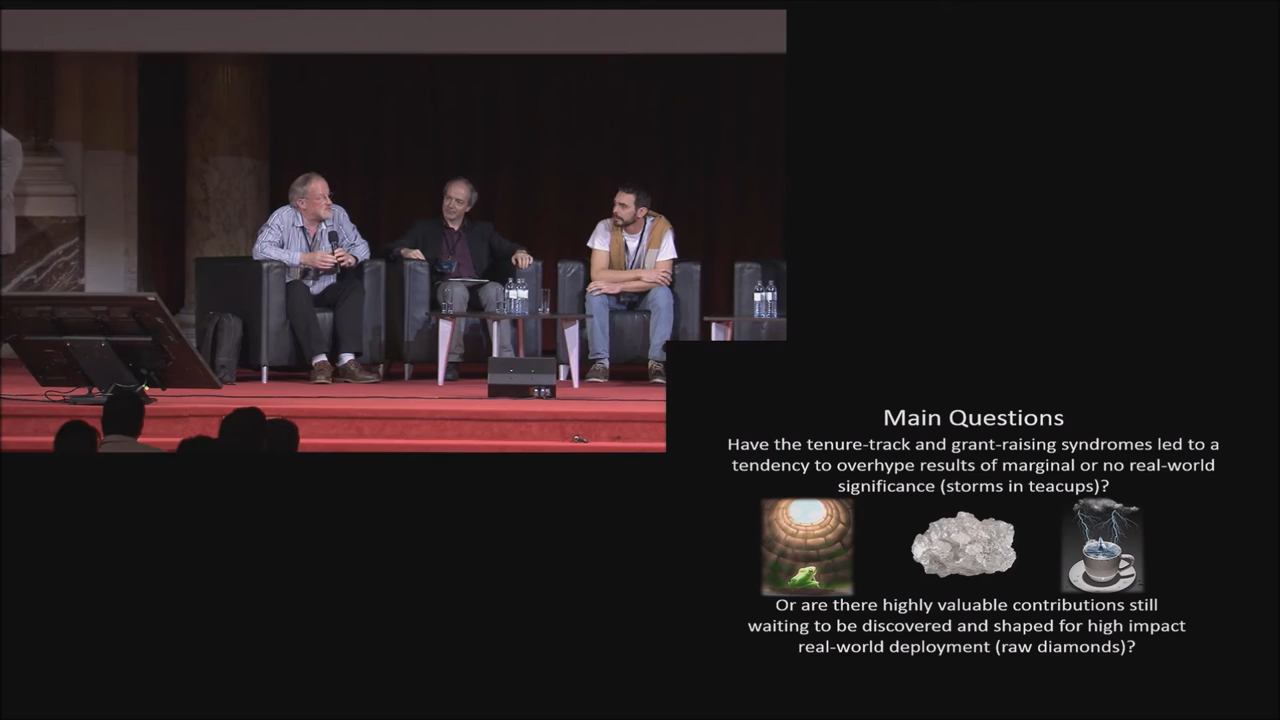 Main Questions
Have the tenure-track and grant-raising syndromes led to a
tendency to overhype results of marginal or no real-world
significance (storms in teacups)?
Or are there highly valuable contributions still
waiting to be discovered and shaped for high impact
real-world deployment (raw diamonds)?